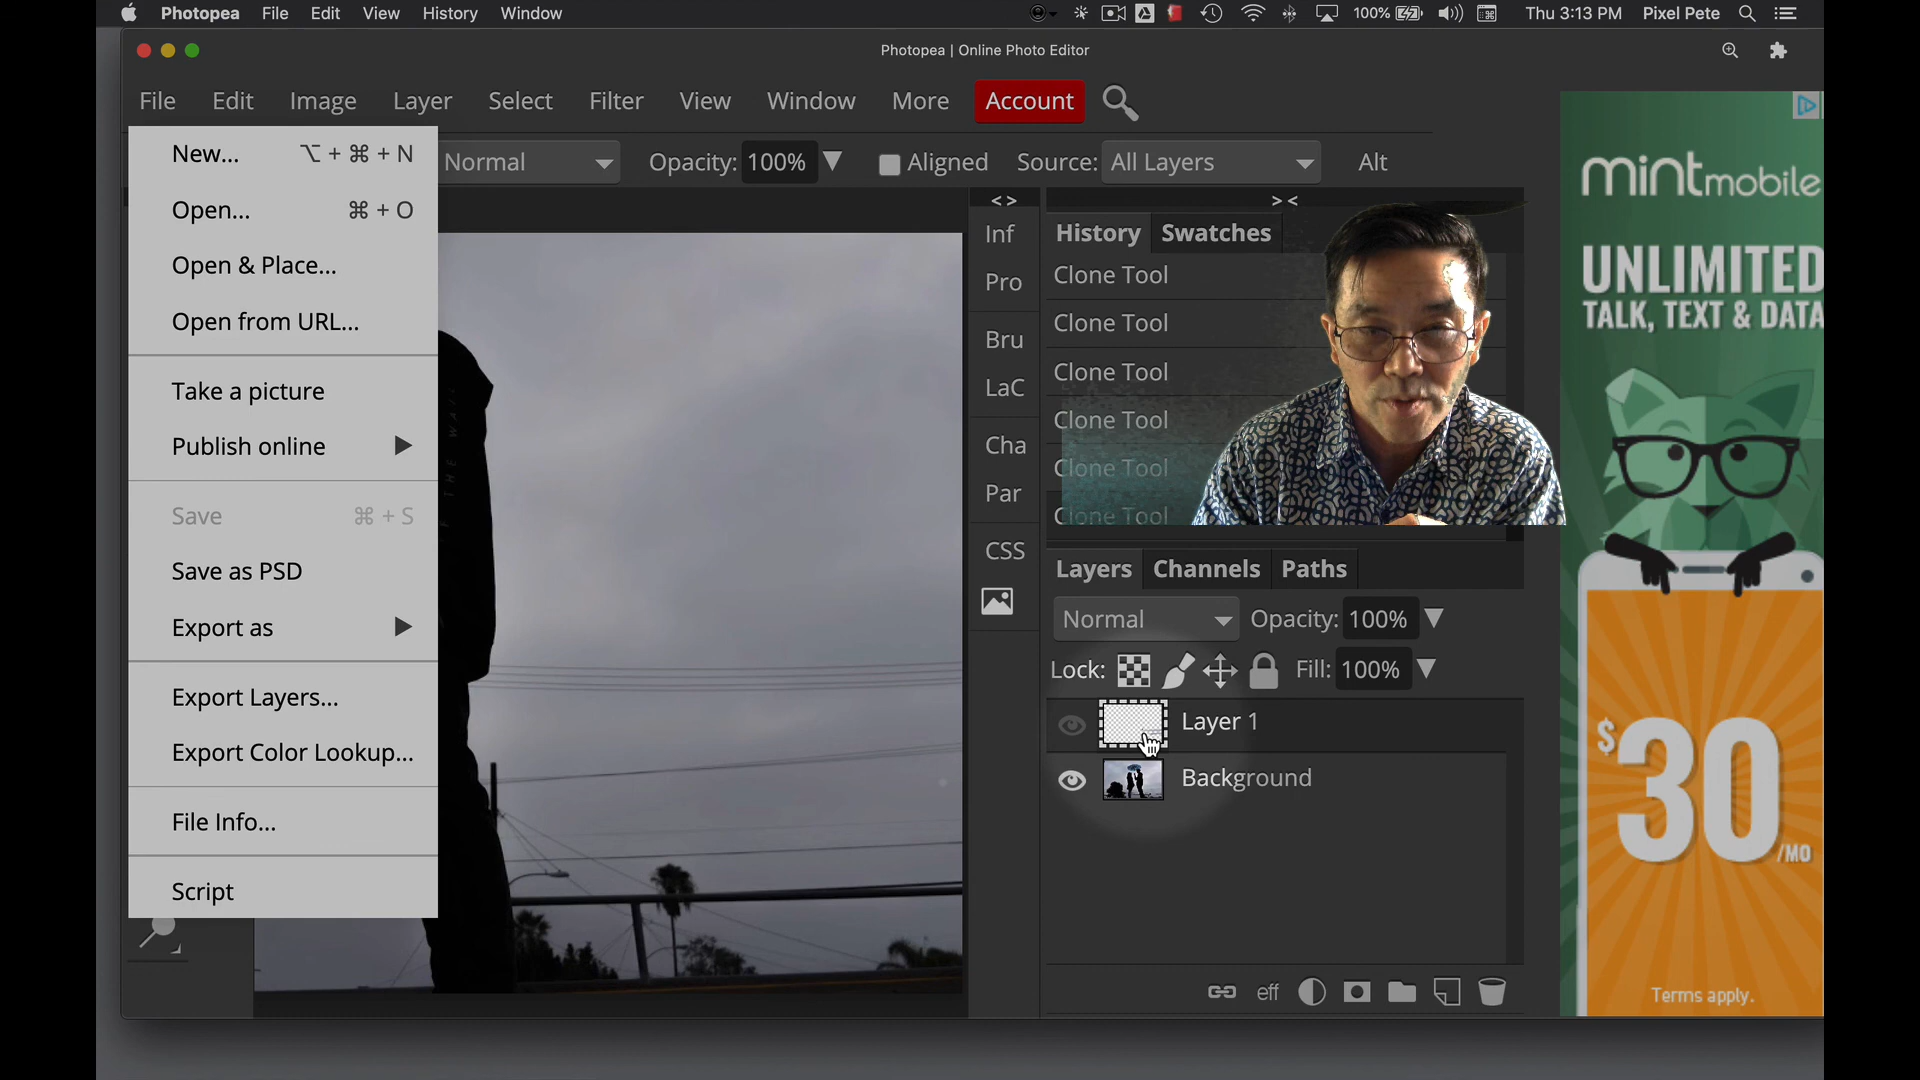 Photopea File Edit View History Window
100% Thu 3:13 PM Pixel Pete
Photopea | Online Photo Editor
File Edit Image Layer Select Filter View Window More Account
Normal Opacity: 100% Aligned Source: All Layers Alt
New... ⌥ + ⌘ + N
Open... ⌘ + O
Open & Place...
Open from URL...
Take a picture
Publish online
Save ⌘ + S
Save as PSD
Export as
Export Layers...
Export Color Lookup...
File Info...
Script
THE WAIL
< >
Inf
Pro
Bru
LaC
Cha
Par
CSS
> <
History Swatches
Clone Tool
Clone Tool
Clone Tool
Clone Tool
Clone Tool
Clone Tool
Layers Channels Paths
Normal Opacity: 100%
Lock: Fill: 100%
Layer 1
Background
eff
mintmobile
UNLIMITED
TALK, TEXT & DATA
$30/MO
Terms apply.